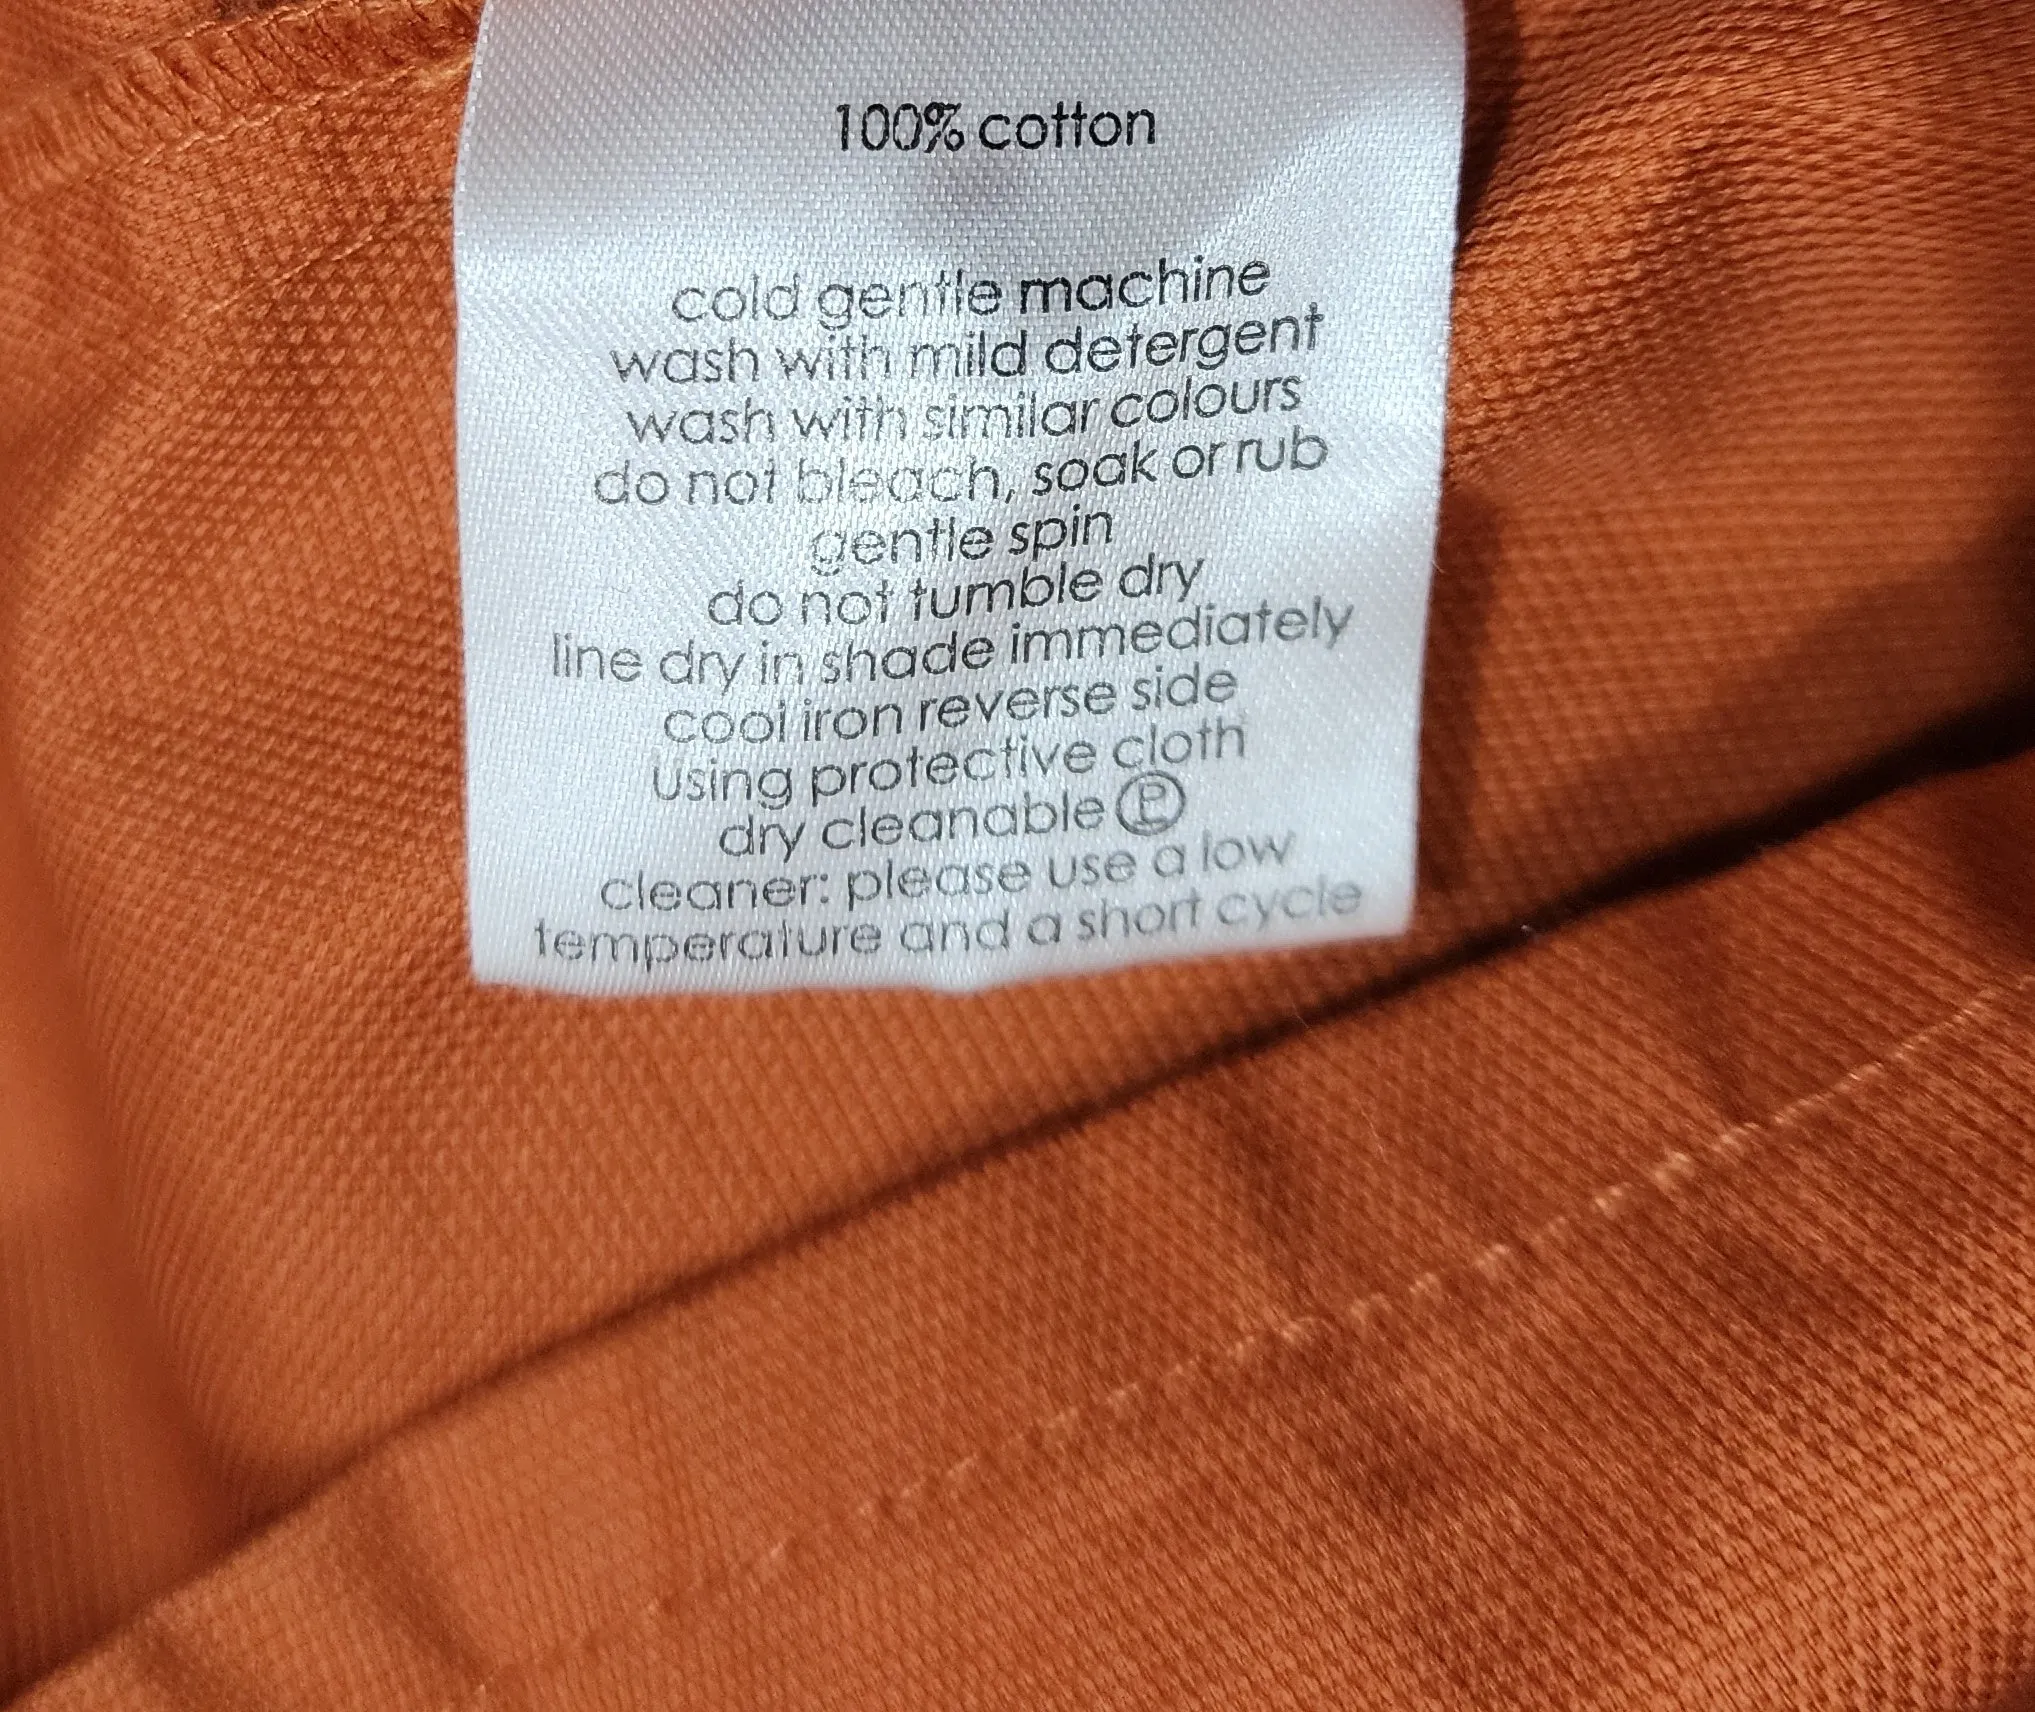 100% cotton
cold gentle machine
wash with mild detergent
wash with similar colours
do not bleach, soak or rub
gentle spin
do not tumble dry
line dry in shade immediately
cool iron reverse side
using protective cloth
dry cleanable Ⓟ
cleaner: please use a low
temperature and a short cycle